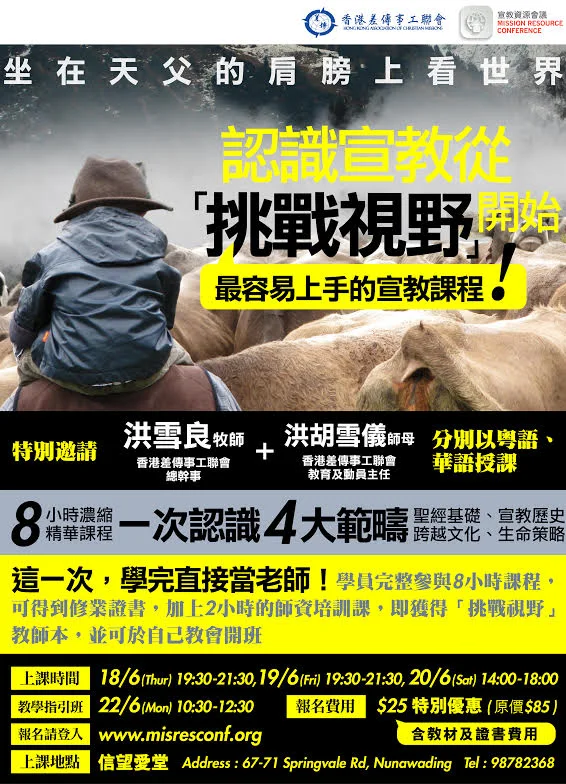 香港差傳事工聯會
HONG KONG ASSOCIATION OF CHRISTIAN MISSIONS
宣教資源會議
MISSION RESOURCE
CONFERENCE
坐在天父的肩膀上看世界
認識宣教從
「挑戰視野」開始
最容易上手的宣教課程!
特別邀請
洪雪良牧師
香港差傳事工聯會
總幹事
+
洪胡雪儀師母
香港差傳事工聯會
教育及動員主任
分別以粵語、
華語授課
8小時濃縮
精華課程
一次認識4大範疇
聖經基礎、宣教歷史
跨越文化、生命策略
這一次,學完直接當老師!學員完整參與8小時課程,
可得到修業證書,加上2小時的師資培訓課,即獲得「挑戰視野」
教師本,並可於自己教會開班
上課時間 18/6(Thur) 19:30-21:30,19/6(Fri) 19:30-21:30, 20/6(Sat) 14:00-18:00
教學指引班 22/6(Mon) 10:30-12:30 報名費用 $25 特別優惠 (原價$85)
報名請登入 www.misresconf.org 含教材及證書費用
上課地點 信望愛堂 Address : 67-71 Springvale Rd, Nunawading Tel : 98782368